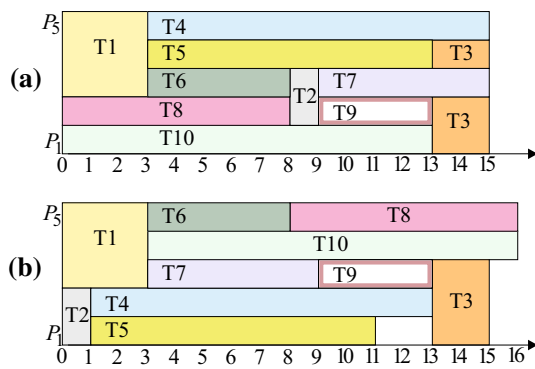 P5 T4
T1 T5 T3
(a) T6 T2 T7
T8 T9 T3
P1 T10
0 1 2 3 4 5 6 7 8 9 10 11 12 13 14 15
P5 T6 T8
T1 T10
(b) T7 T9 T3
T2 T4
P1 T5
0 1 2 3 4 5 6 7 8 9 10 11 12 13 14 15 16